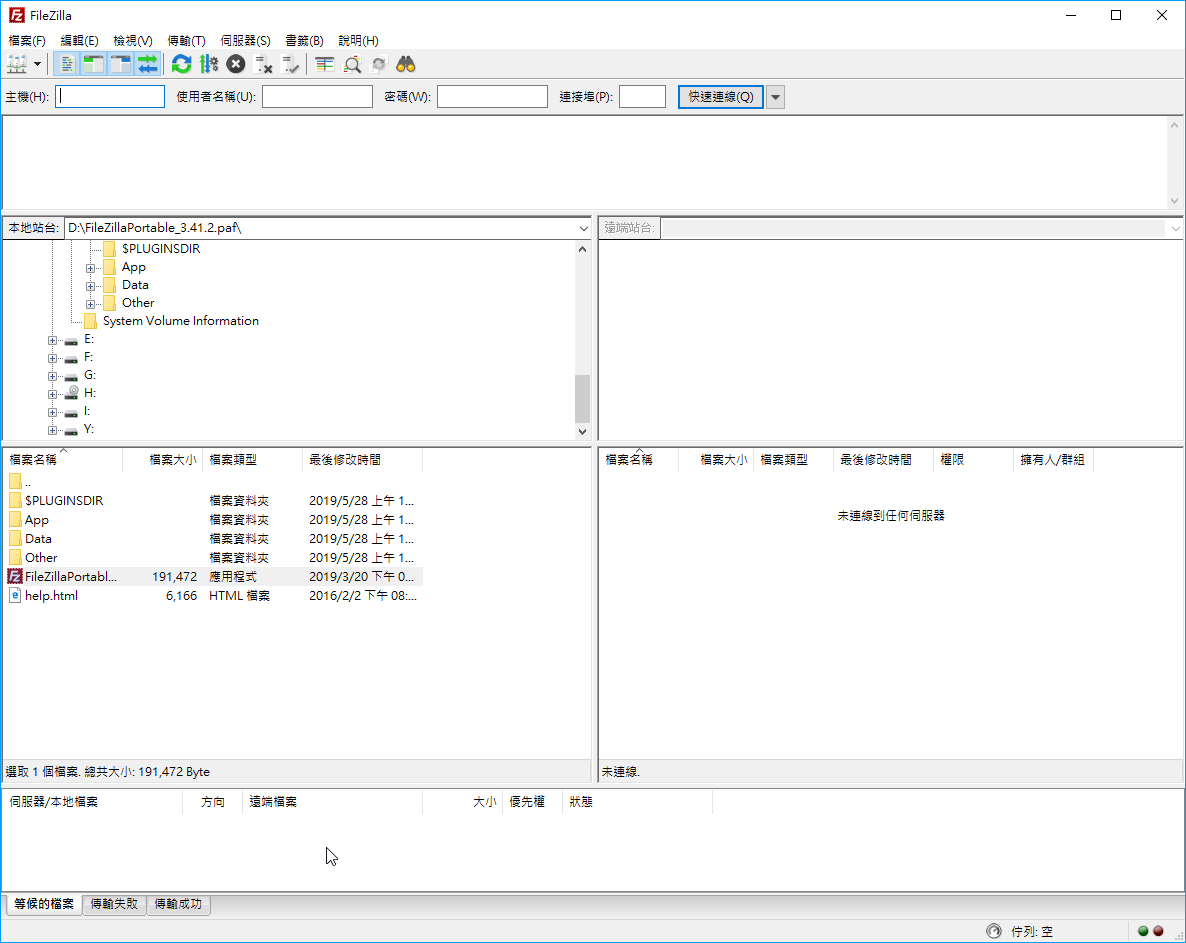 FileZilla
檔案(F) 編輯(E) 檢視(V) 傳輸(T) 伺服器(S) 書籤(B) 說明(H)
主機(H): 使用者名稱(U): 密碼(W): 連接埠(P): 快速連線(Q)
本地站台: D:\FileZillaPortable_3.41.2.paf\
遠端站台:
$PLUGINSDIR
App
Data
Other
System Volume Information
E:
F:
G:
H:
I:
Y:
檔案名稱 檔案大小 檔案類型 最後修改時間
..
$PLUGINSDIR 檔案資料夾 2019/5/28 上午 1...
App 檔案資料夾 2019/5/28 上午 1...
Data 檔案資料夾 2019/5/28 上午 1...
Other 檔案資料夾 2019/5/28 上午 1...
FileZillaPortabl... 191,472 應用程式 2019/3/20 下午 0...
help.html 6,166 HTML 檔案 2016/2/2 下午 08:...
選取 1 個檔案. 總共大小: 191,472 Byte
檔案名稱 檔案大小 檔案類型 最後修改時間 權限 擁有人/群組
未連線到任何伺服器
未連線.
伺服器/本地檔案 方向 遠端檔案 大小 優先權 狀態
等候的檔案 傳輸失敗 傳輸成功
佇列: 空